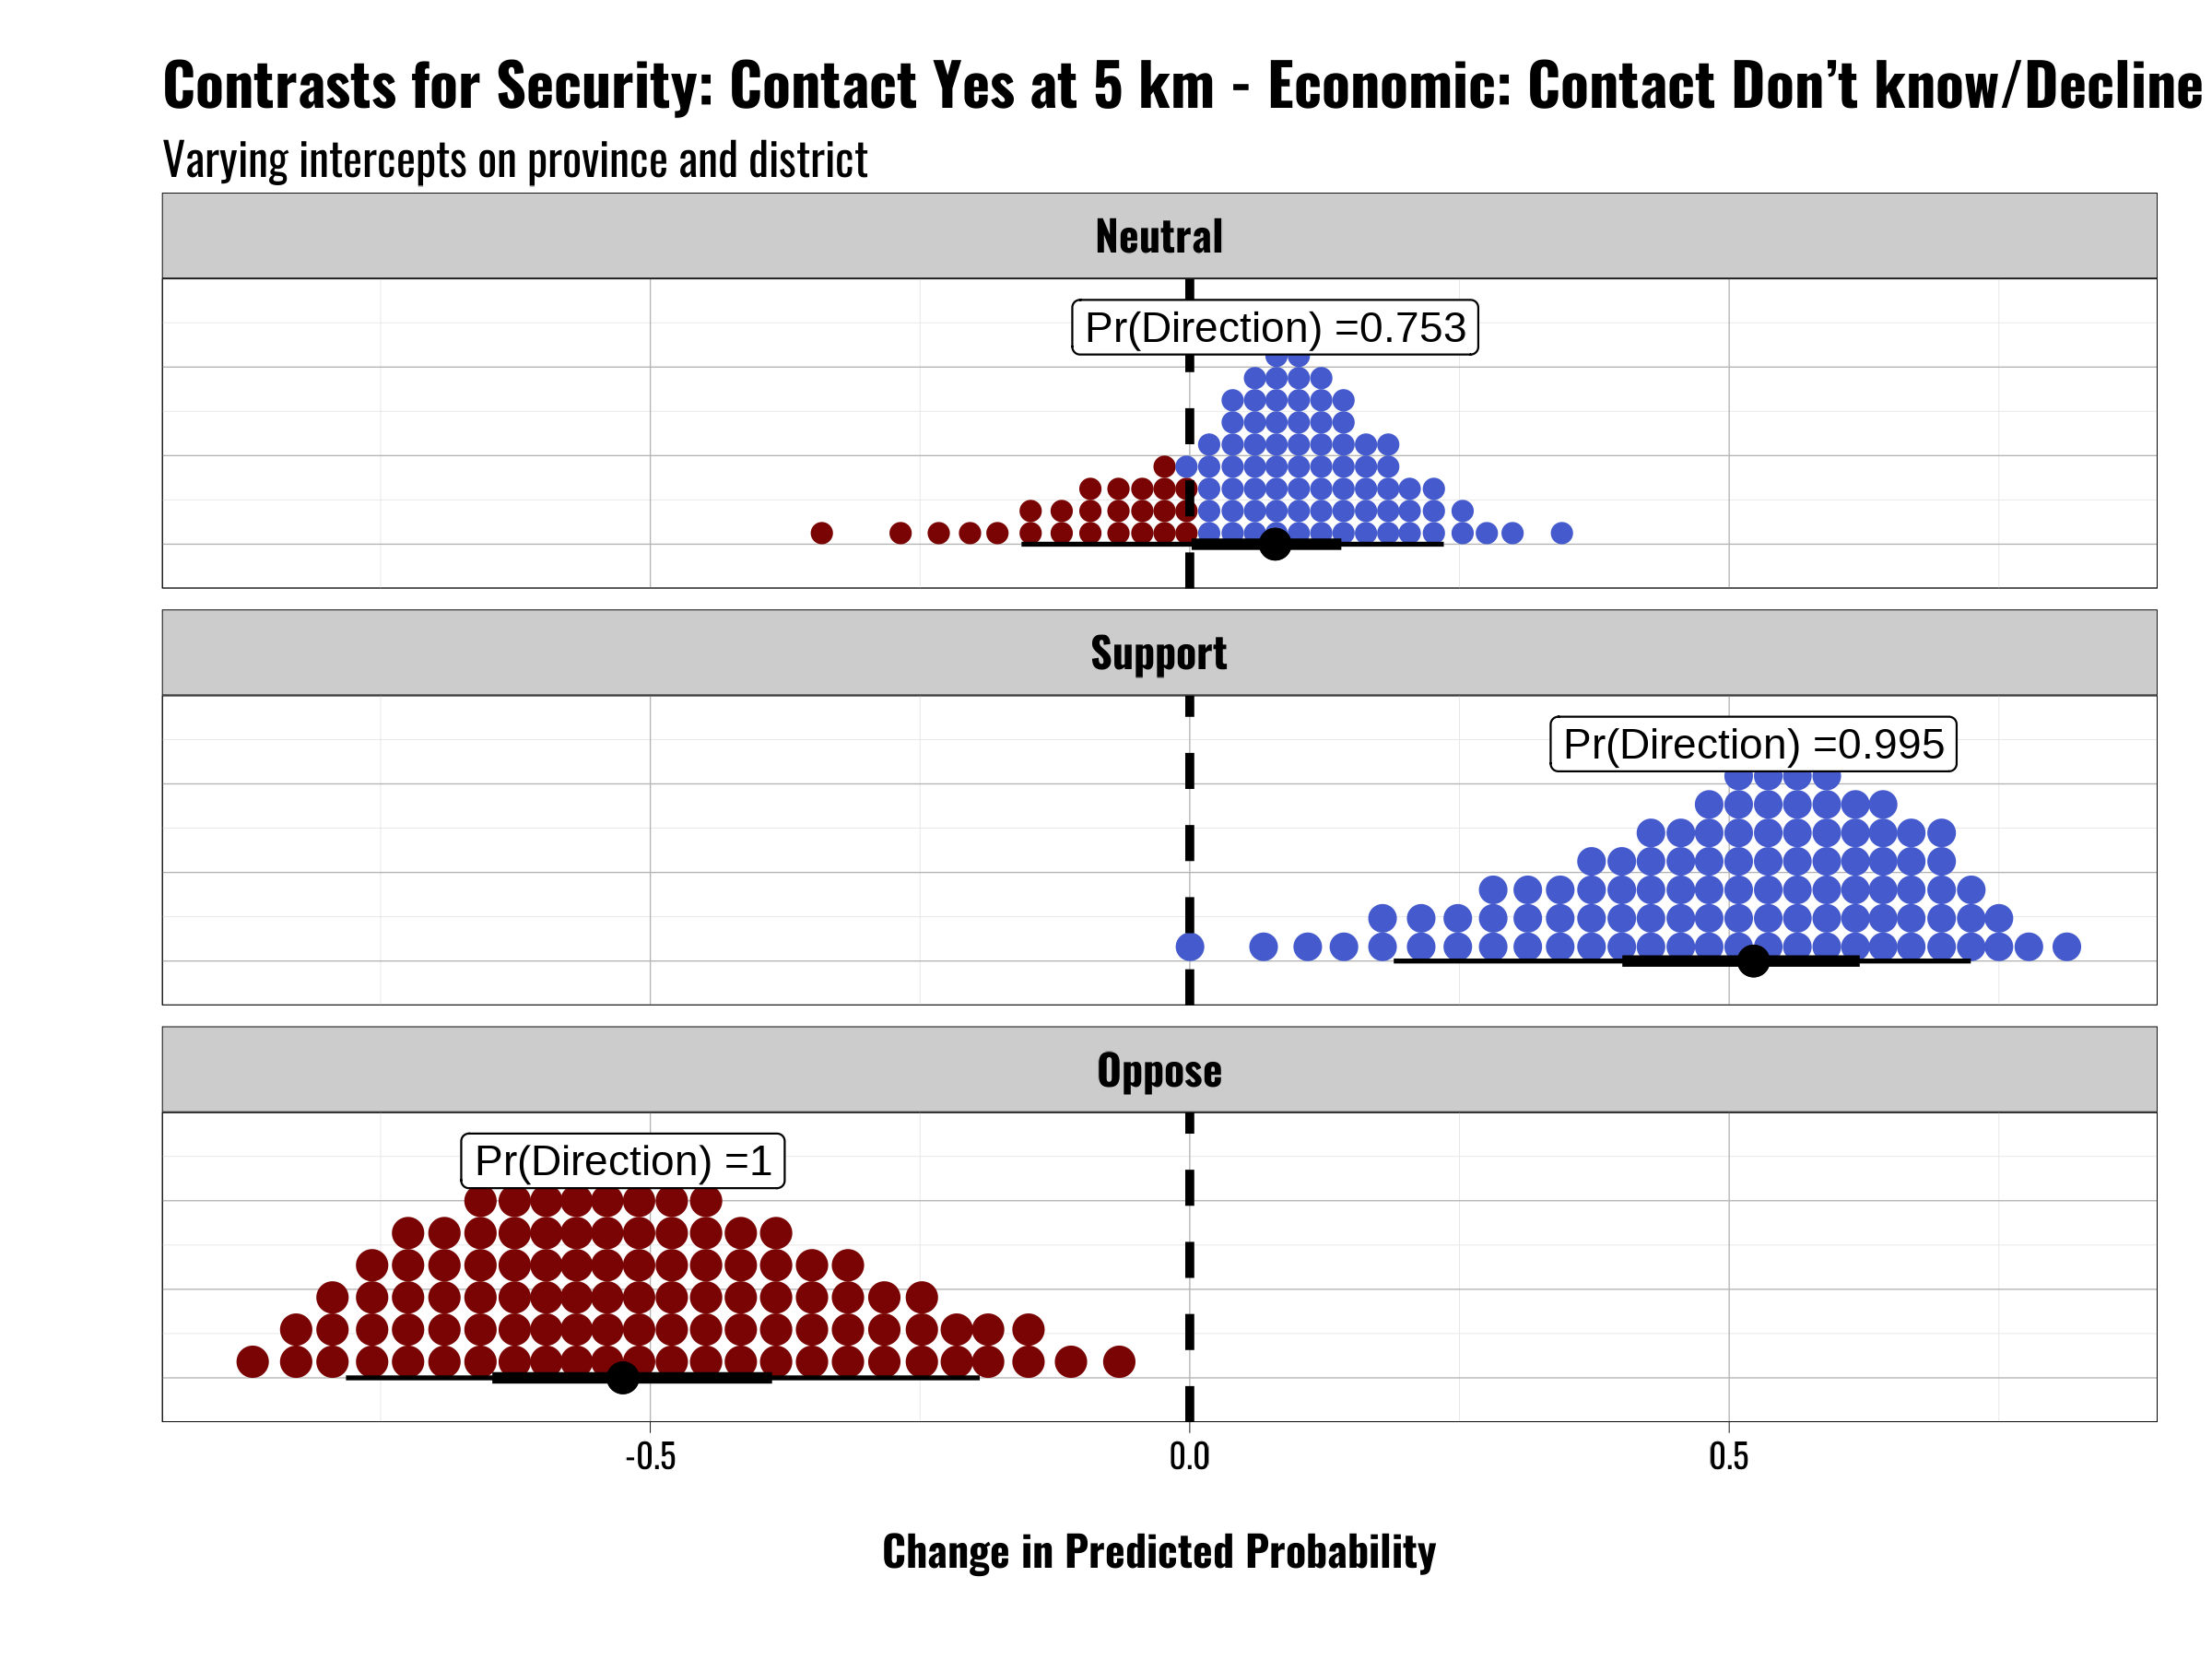 Contrasts for Security: Contact Yes at 5 km - Economic: Contact Don’t know/Decline
Varying intercepts on province and district
Neutral
Pr(Direction) =0.753
Support
Pr(Direction) =0.995
Oppose
Pr(Direction) =1
-0.5 0.0 0.5
Change in Predicted Probability